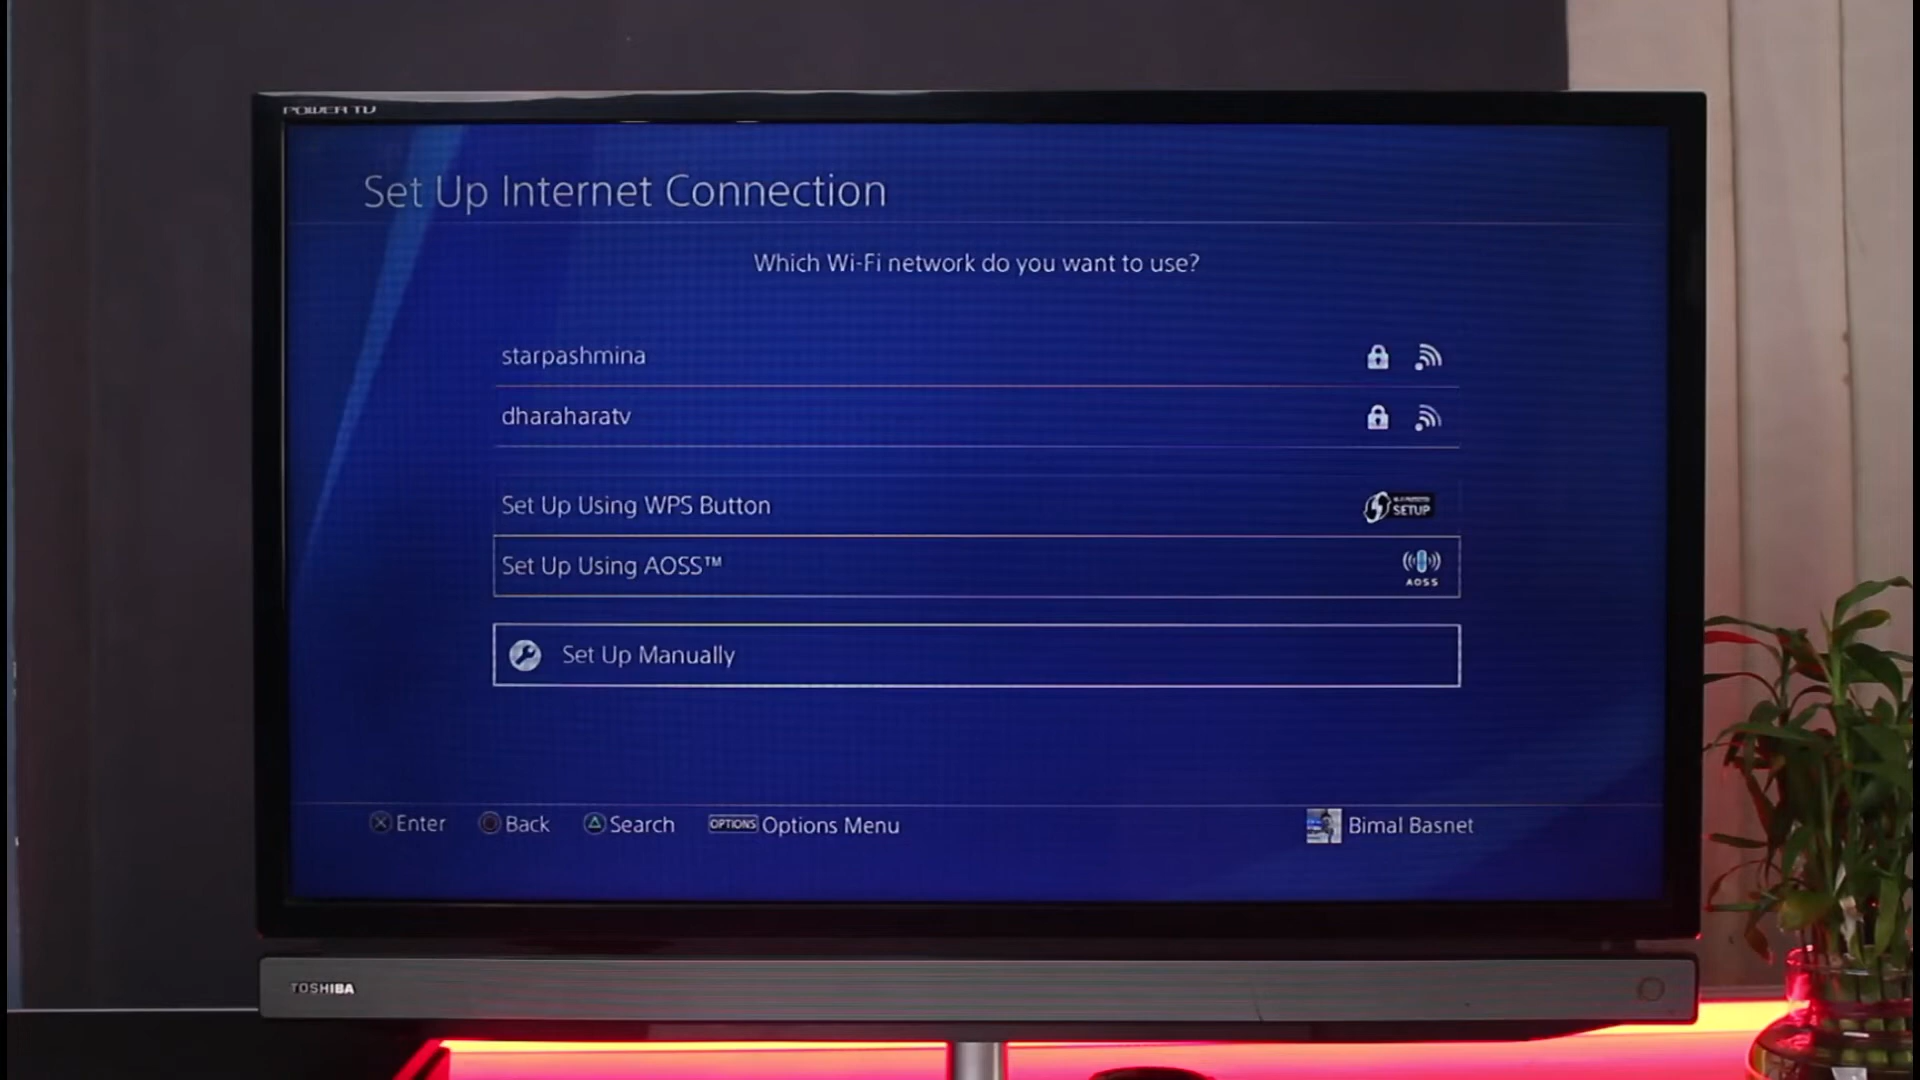 POWER TV
Set Up Internet Connection
Which Wi-Fi network do you want to use?
starpashmina
dharaharatv
Set Up Using WPS Button
SETUP
Set Up Using AOSS™
AOSS
Set Up Manually
Enter Back Search OPTIONS Options Menu Bimal Basnet
TOSHIBA